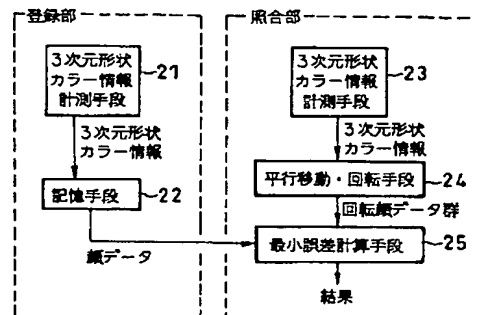 登録部
3次元形状
カラー情報
計測手段
21
3次元形状
カラー情報
記憶手段
22
顔データ
照合部
3次元形状
カラー情報
計測手段
23
3次元形状
カラー情報
平行移動・回転手段
24
回転顔データ群
最小誤差計算手段
25
結果